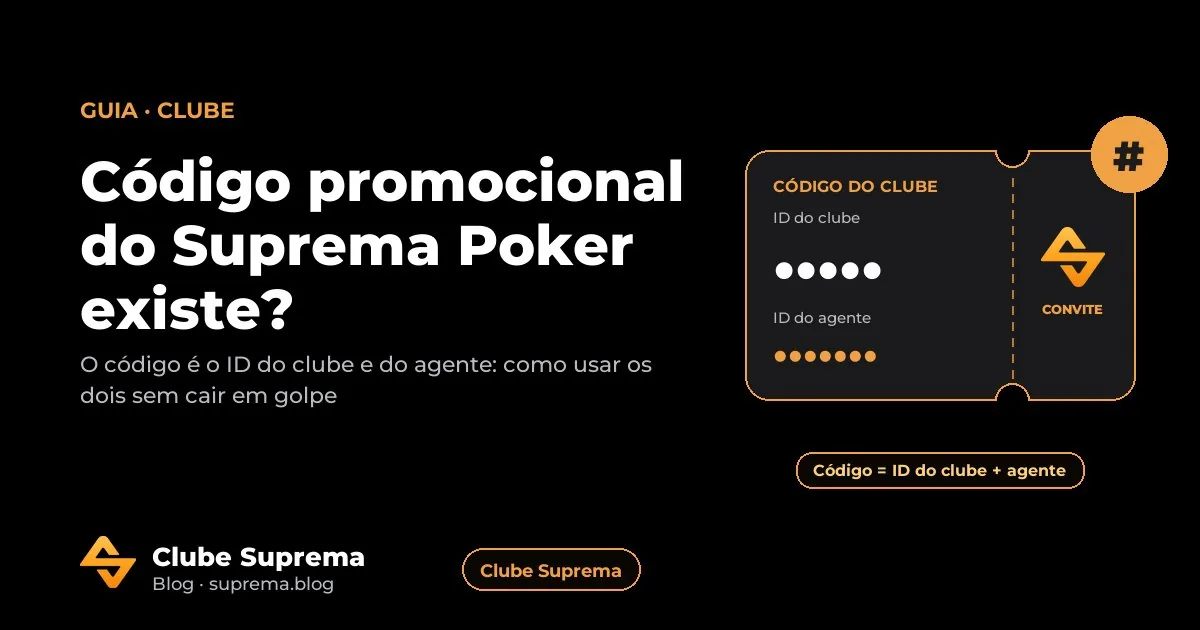 GUIA · CLUBE
Código promocional
do Suprema Poker
existe?
O código é o ID do clube e do agente: como usar os
dois sem cair em golpe
#
CÓDIGO DO CLUBE
ID do clube
●●●●●
ID do agente
●●●●●●●
CONVITE
Código = ID do clube + agente
Clube Suprema
Blog · suprema.blog
Clube Suprema